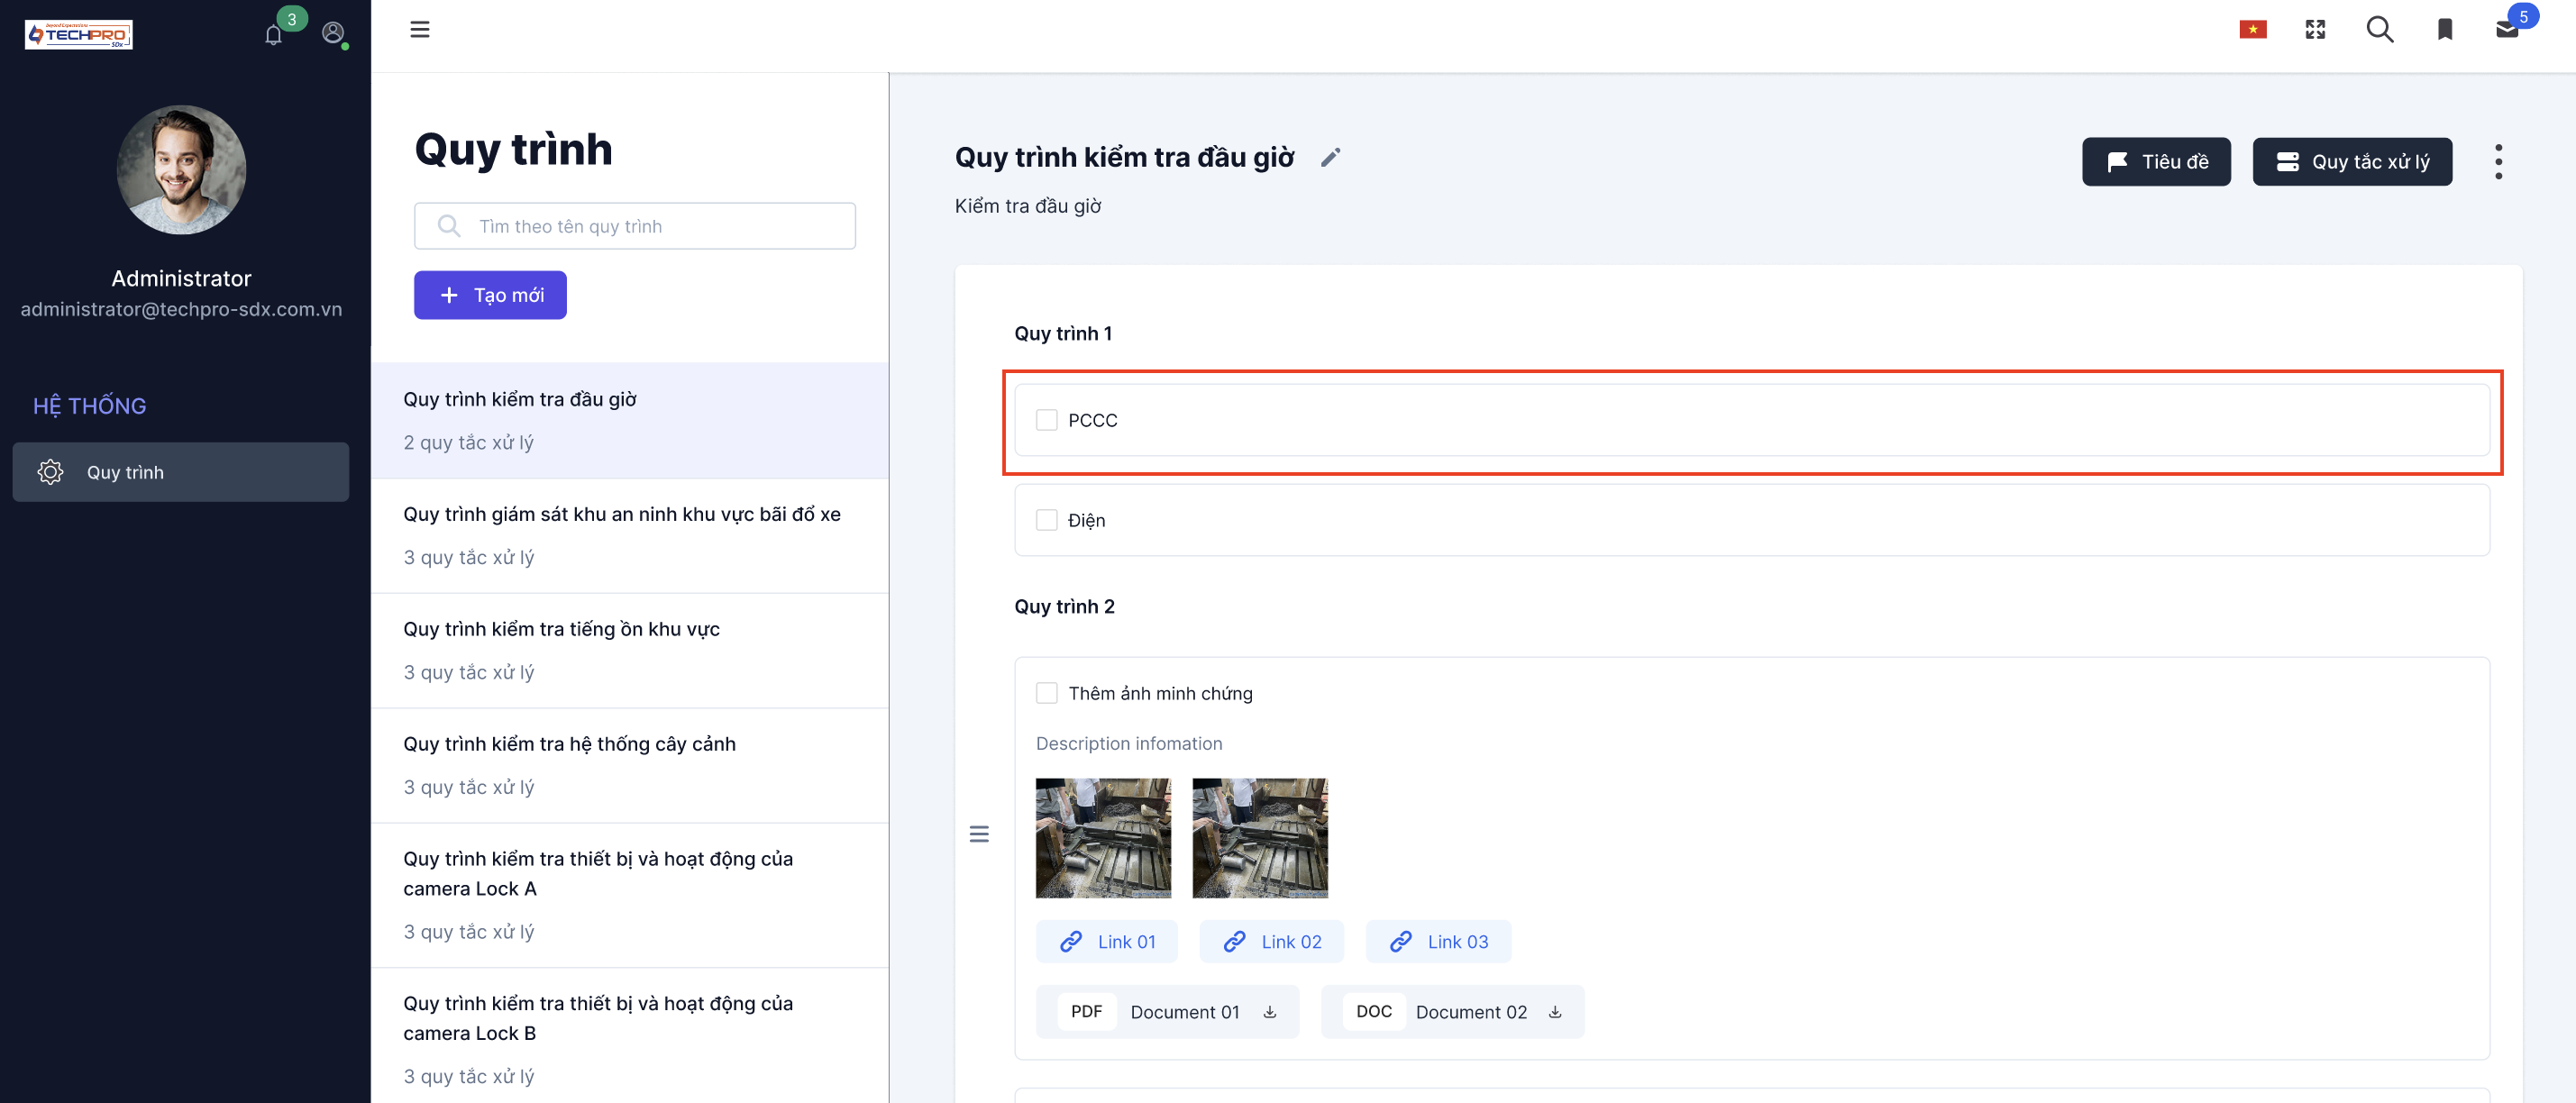 TECHPRO
SDx
3
5
Administrator
administrator@techpro-sdx.com.vn
HỆ THỐNG
Quy trình
Quy trình
Tìm theo tên quy trình
Tạo mới
Quy trình kiểm tra đầu giờ
2 quy tắc xử lý
Quy trình giám sát khu an ninh khu vực bãi đổ xe
3 quy tắc xử lý
Quy trình kiểm tra tiếng ồn khu vực
3 quy tắc xử lý
Quy trình kiểm tra hệ thống cây cảnh
3 quy tắc xử lý
Quy trình kiểm tra thiết bị và hoạt động của
camera Lock A
3 quy tắc xử lý
Quy trình kiểm tra thiết bị và hoạt động của
camera Lock B
3 quy tắc xử lý
Quy trình kiểm tra đầu giờ
Kiểm tra đầu giờ
Tiêu đề
Quy tắc xử lý
Quy trình 1
PCCC
Điện
Quy trình 2
Thêm ảnh minh chứng
Description infomation
Link 01
Link 02
Link 03
PDF Document 01
DOC Document 02